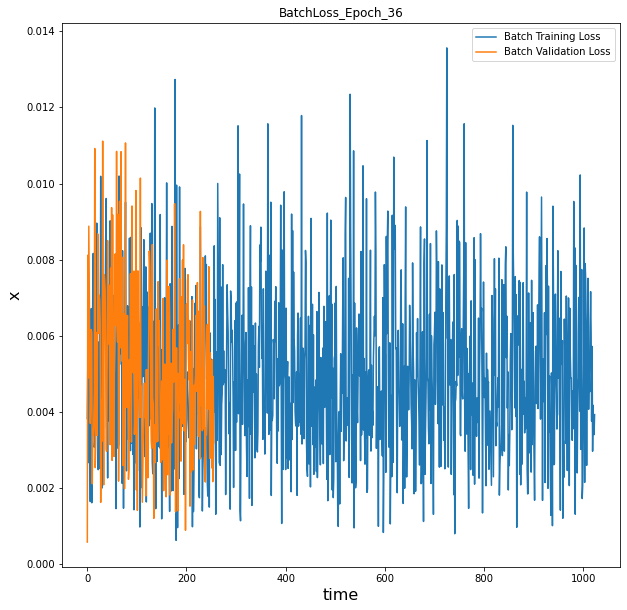 BatchLoss_Epoch_36
Batch Training Loss
Batch Validation Loss
0.014
0.012
0.010
0.008
0.006
0.004
0.002
0.000
x
0 200 400 600 800 1000
time